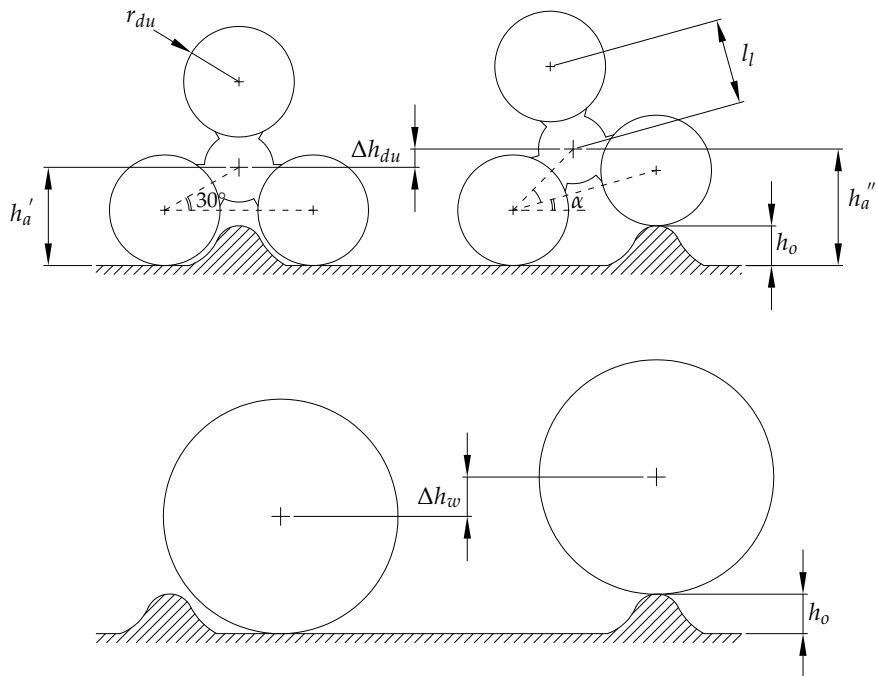 r_du
l_l
Δh_du
h_a′
30°
α
h_a″
h_o
Δh_w
h_o